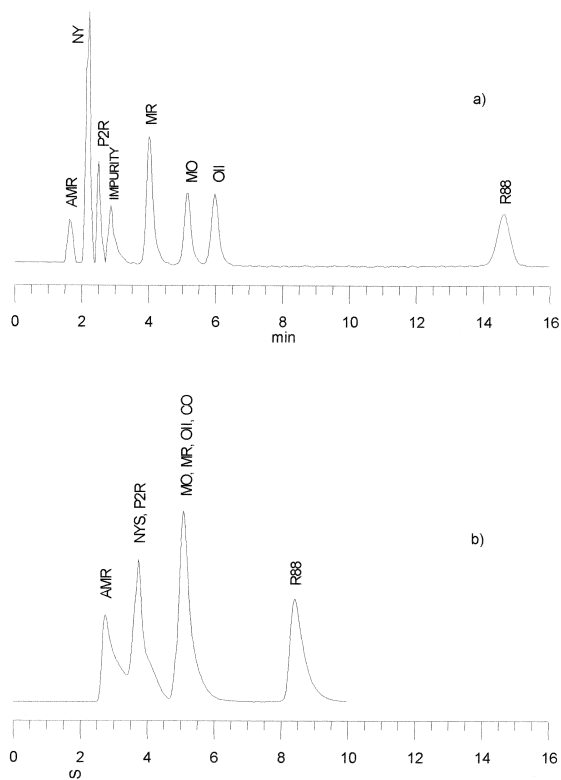 NY
a)
P2R
IMPURITY
MR
AMR
MO
OII
R88
0 2 4 6 8 10 12 14 16
min
MO, MR, OII, CO
NYS, P2R
b)
AMR
R88
0 2 4 6 8 10 12 14 16
S